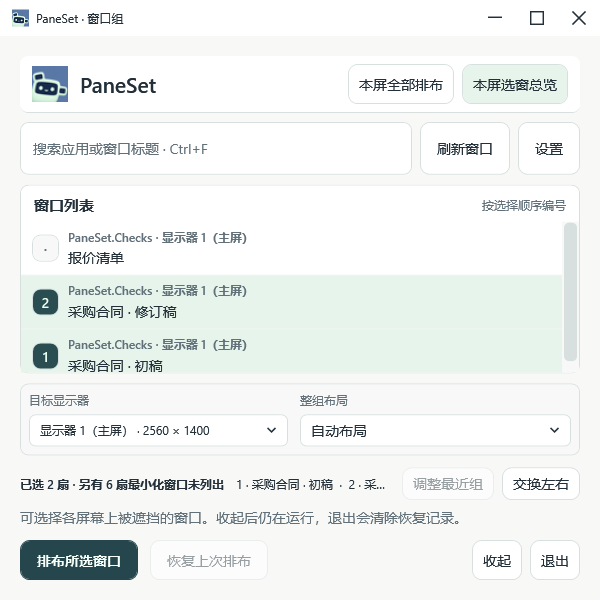 PaneSet · 窗口组
PaneSet
本屏全部排布
本屏选窗总览
搜索应用或窗口标题 · Ctrl+F
刷新窗口
设置
窗口列表
按选择顺序编号
PaneSet.Checks · 显示器 1（主屏）
报价清单
2
PaneSet.Checks · 显示器 1（主屏）
采购合同 · 修订稿
1
PaneSet.Checks · 显示器 1（主屏）
采购合同 · 初稿
目标显示器
整组布局
显示器 1（主屏） · 2560 × 1400
自动布局
已选 2 扇 · 另有 6 扇最小化窗口未列出
1 · 采购合同 · 初稿 · 2 · 采...
调整最近组
交换左右
可选择各屏幕上被遮挡的窗口。收起后仍在运行，退出会清除恢复记录。
排布所选窗口
恢复上次排布
收起
退出